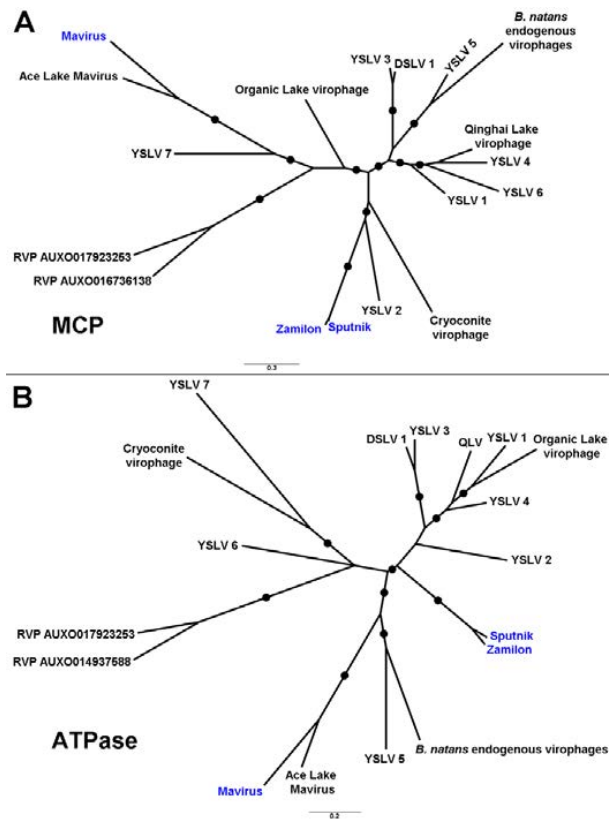 A
Mavirus
Ace Lake Mavirus
YSLV 7
RVP AUXO017923253
RVP AUXO016736138
Organic Lake virophage
YSLV 3
DSLV 1
YSLV 5
B. natans
endogenous
virophages
Qinghai Lake
virophage
YSLV 4
YSLV 6
YSLV 1
Cryoconite
virophage
YSLV 2
Zamilon
Sputnik
MCP
0.3
B
YSLV 7
Cryoconite
virophage
YSLV 6
RVP AUXO017923253
RVP AUXO014937588
DSLV 1
YSLV 3
QLV
YSLV 1
Organic Lake
virophage
YSLV 4
YSLV 2
Sputnik
Zamilon
B. natans endogenous virophages
YSLV 5
Ace Lake
Mavirus
Mavirus
ATPase
0.2